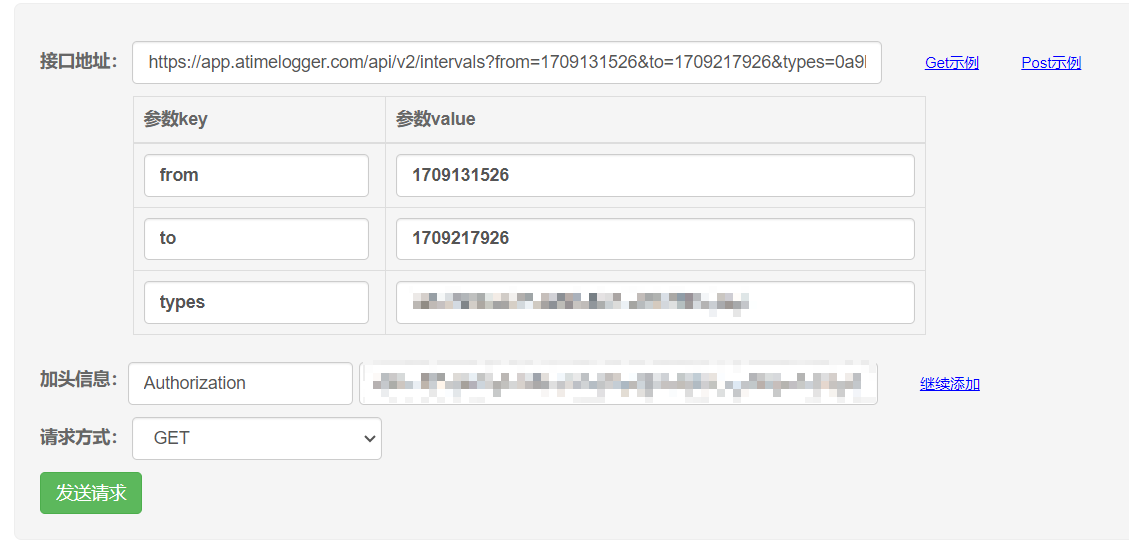 接口地址：
https://app.atimelogger.com/api/v2/intervals?from=1709131526&to=1709217926&types=0a9
Get示例
Post示例
参数key 参数value
from 1709131526
to 1709217926
types
加头信息： Authorization
继续添加
请求方式： GET
发送请求